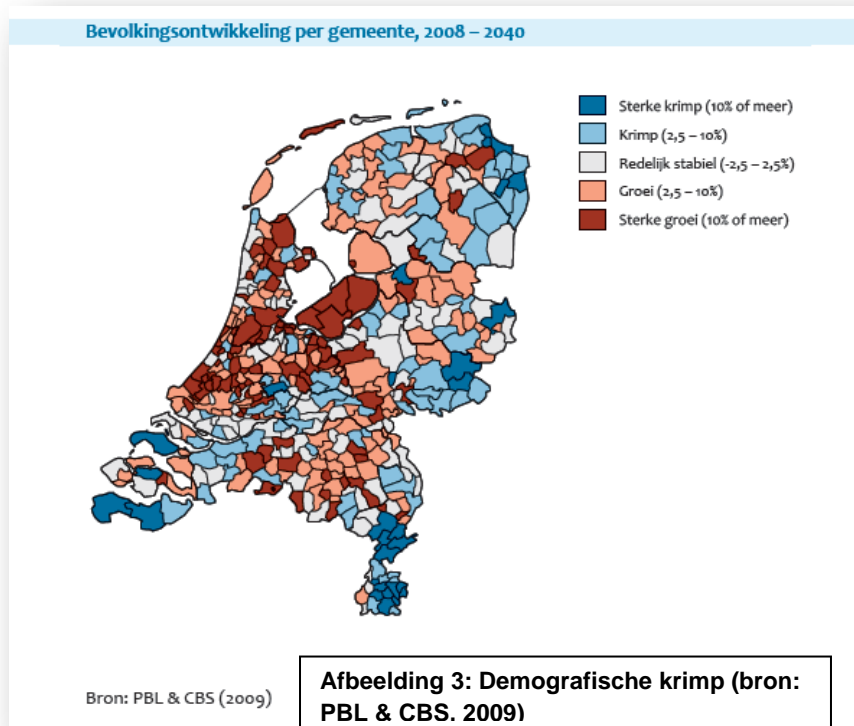 Bevolkingsontwikkeling per gemeente, 2008 – 2040
Sterke krimp (10% of meer)
Krimp (2,5 – 10%)
Redelijk stabiel (-2,5 – 2,5%)
Groei (2,5 – 10%)
Sterke groei (10% of meer)
Bron: PBL & CBS (2009)
Afbeelding 3: Demografische krimp (bron:
PBL & CBS. 2009)